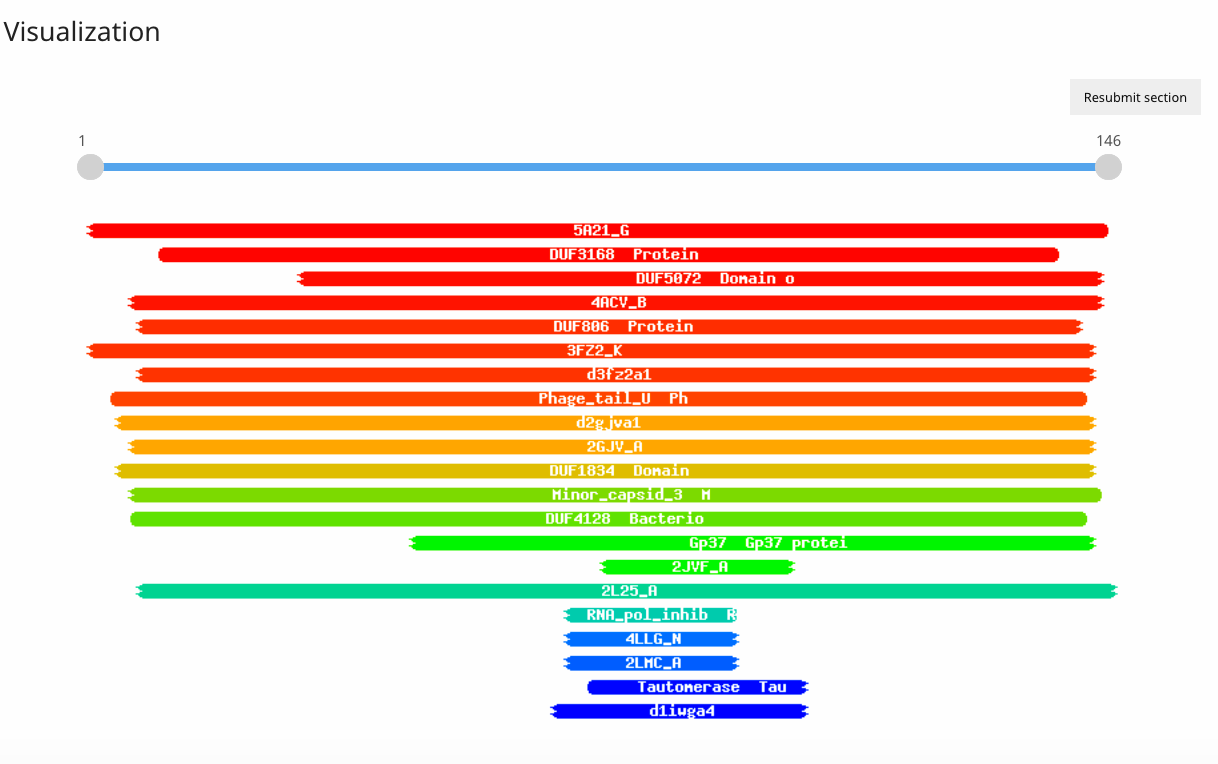 Visualization
Resubmit section
1 146
5A21_G
DUF3168 Protein
DUF5072 Domain o
4ACV_B
DUF806 Protein
3FZ2_K
d3fz2a1
Phage_tail_U Ph
d2gjva1
2GJV_A
DUF1834 Domain
Minor_capsid_3 M
DUF4128 Bacterio
Gp37 Gp37 protei
2JVF_A
2L25_A
RNA_pol_inhib R
4LLG_N
2LMC_A
Tautomerase Tau
d1iwga4